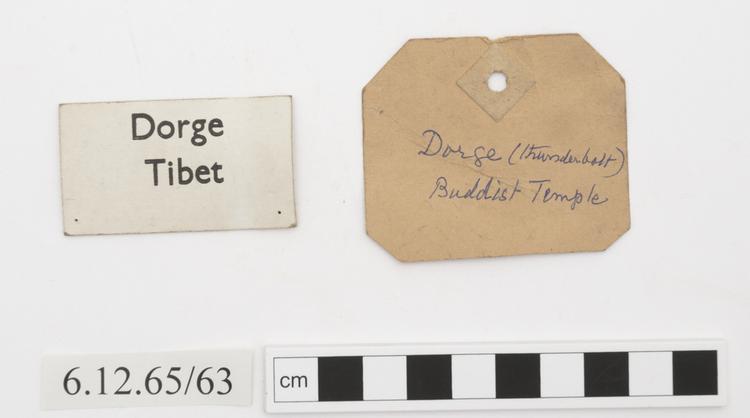 Dorge
Tibet
Dorge (thunderbolt)
Buddist Temple
6.12.65/63
cm